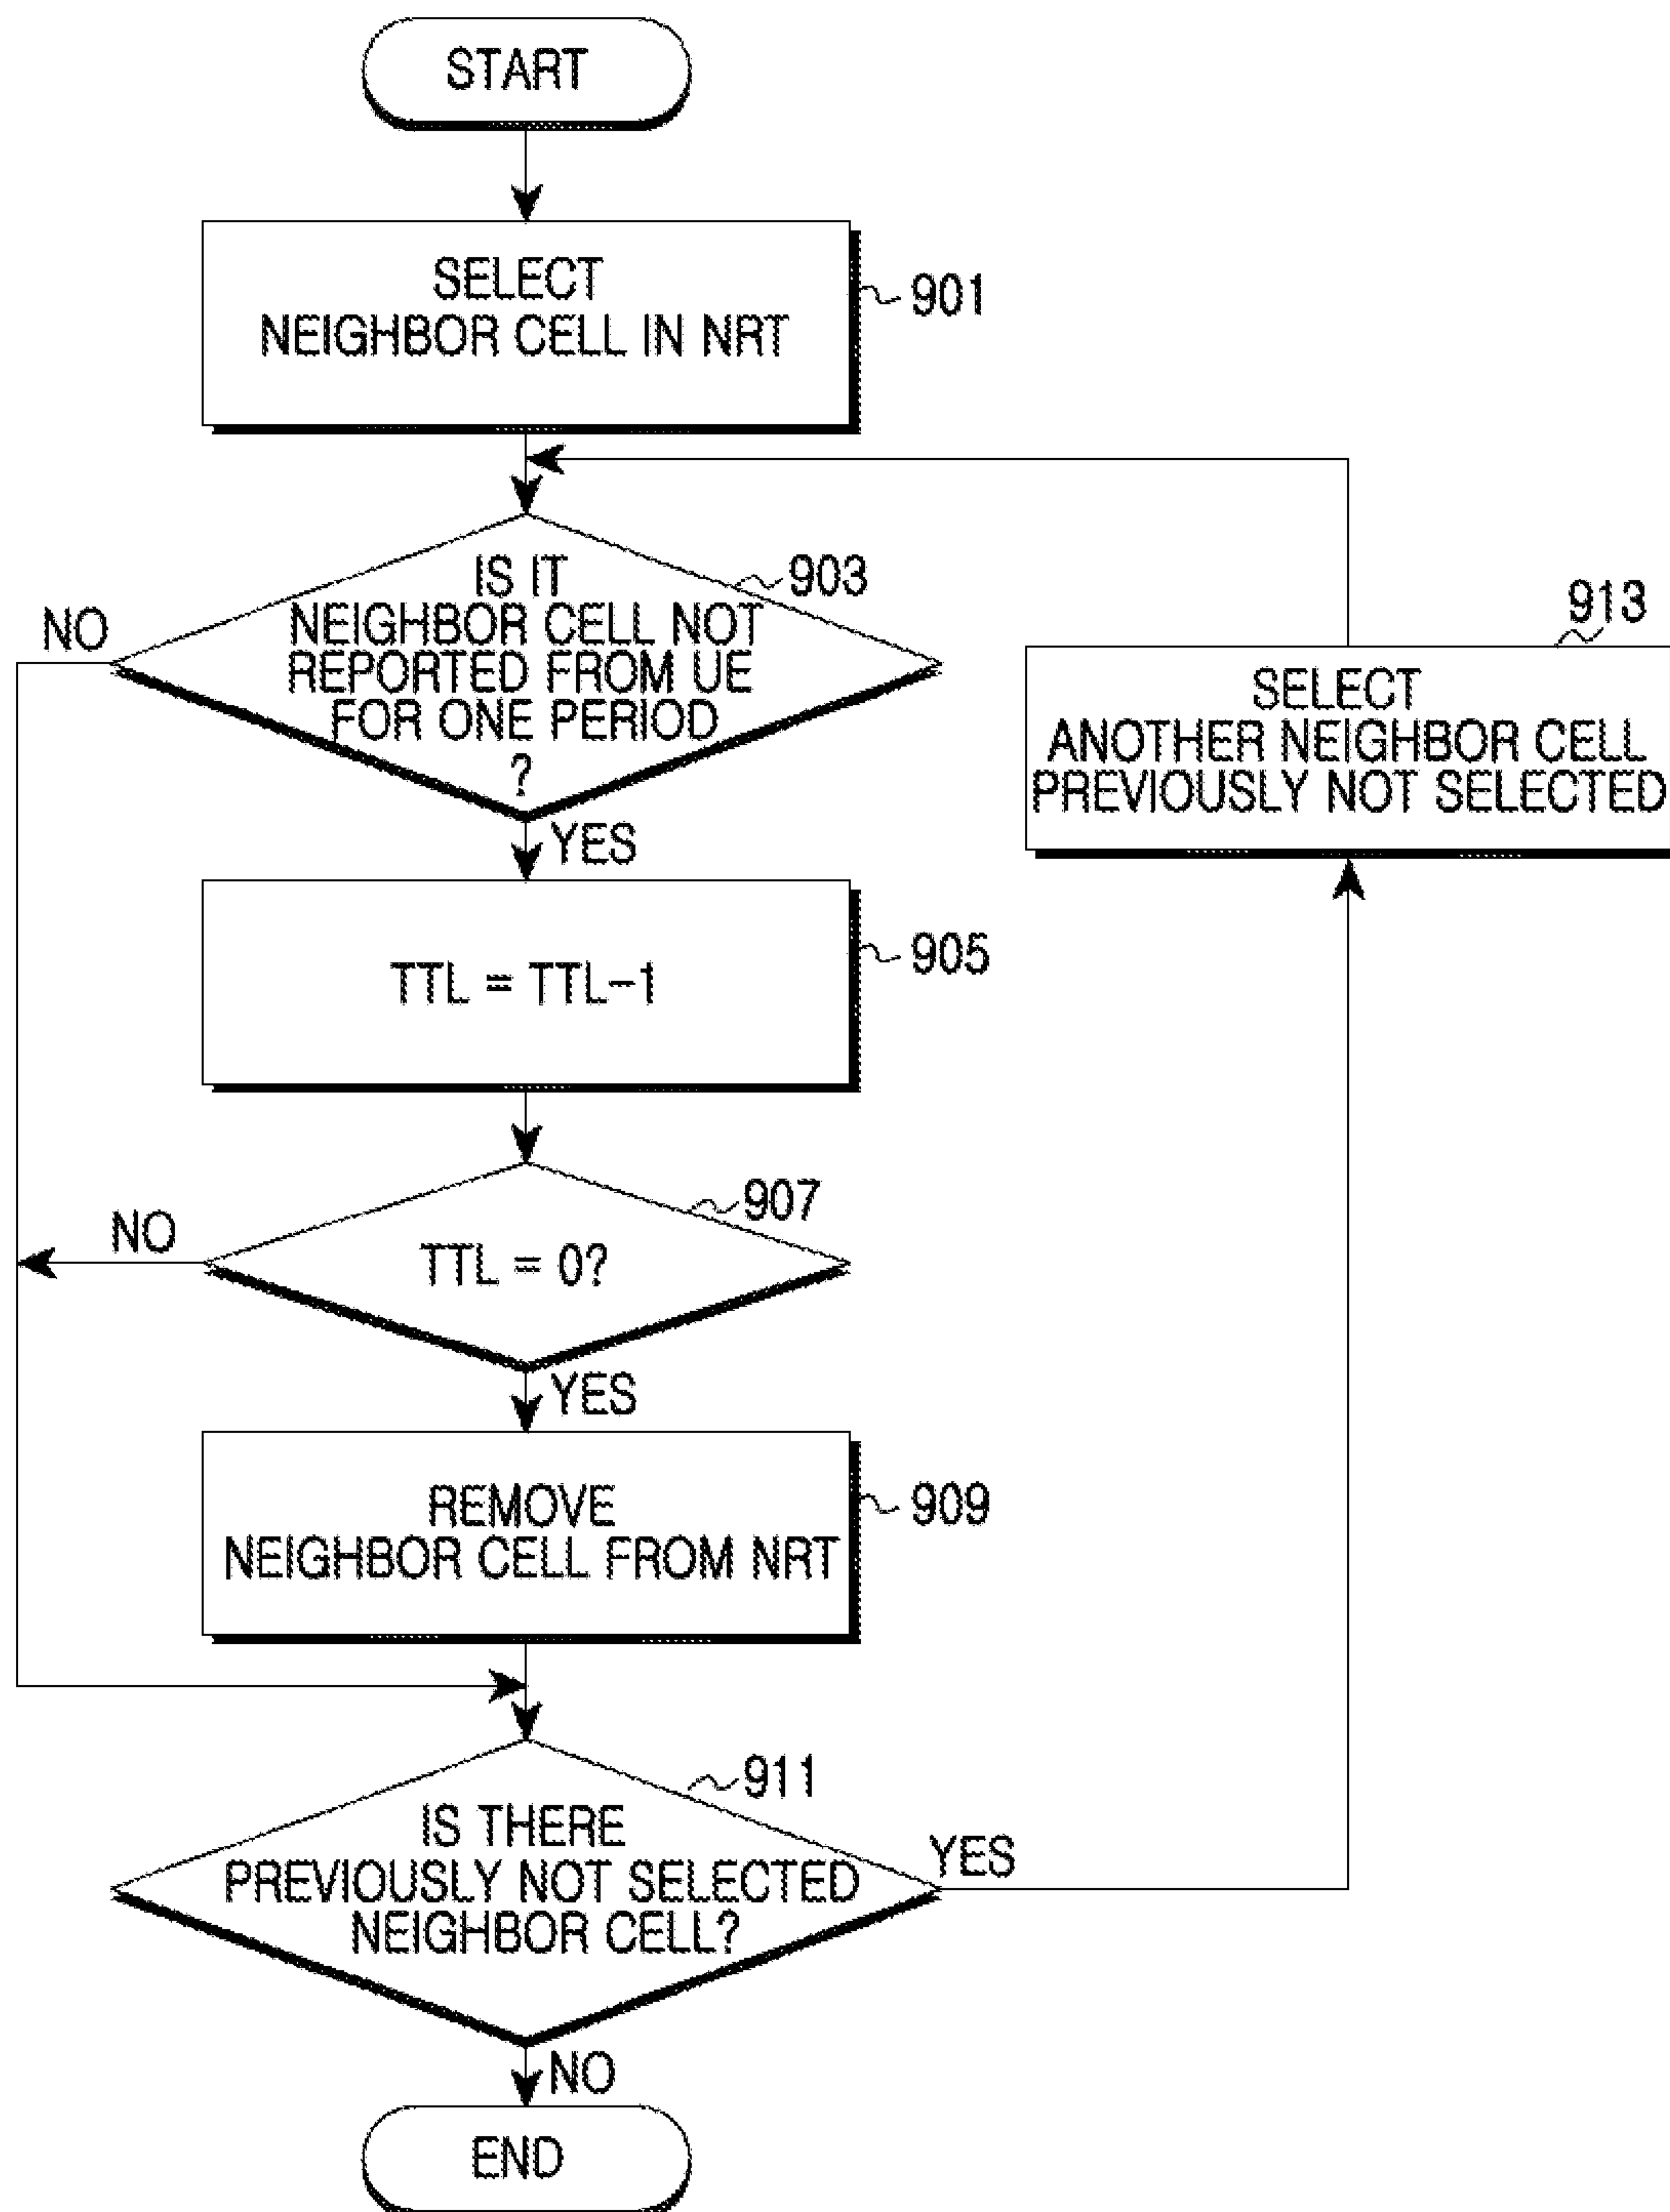 START
SELECT
NEIGHBOR CELL IN NRT
901
IS IT
NEIGHBOR CELL NOT
REPORTED FROM UE
FOR ONE PERIOD
?
903
NO
YES
913
SELECT
ANOTHER NEIGHBOR CELL
PREVIOUSLY NOT SELECTED
TTL = TTL-1
905
TTL = 0?
907
NO
YES
REMOVE
NEIGHBOR CELL FROM NRT
909
IS THERE
PREVIOUSLY NOT SELECTED
NEIGHBOR CELL?
911
YES
NO
END